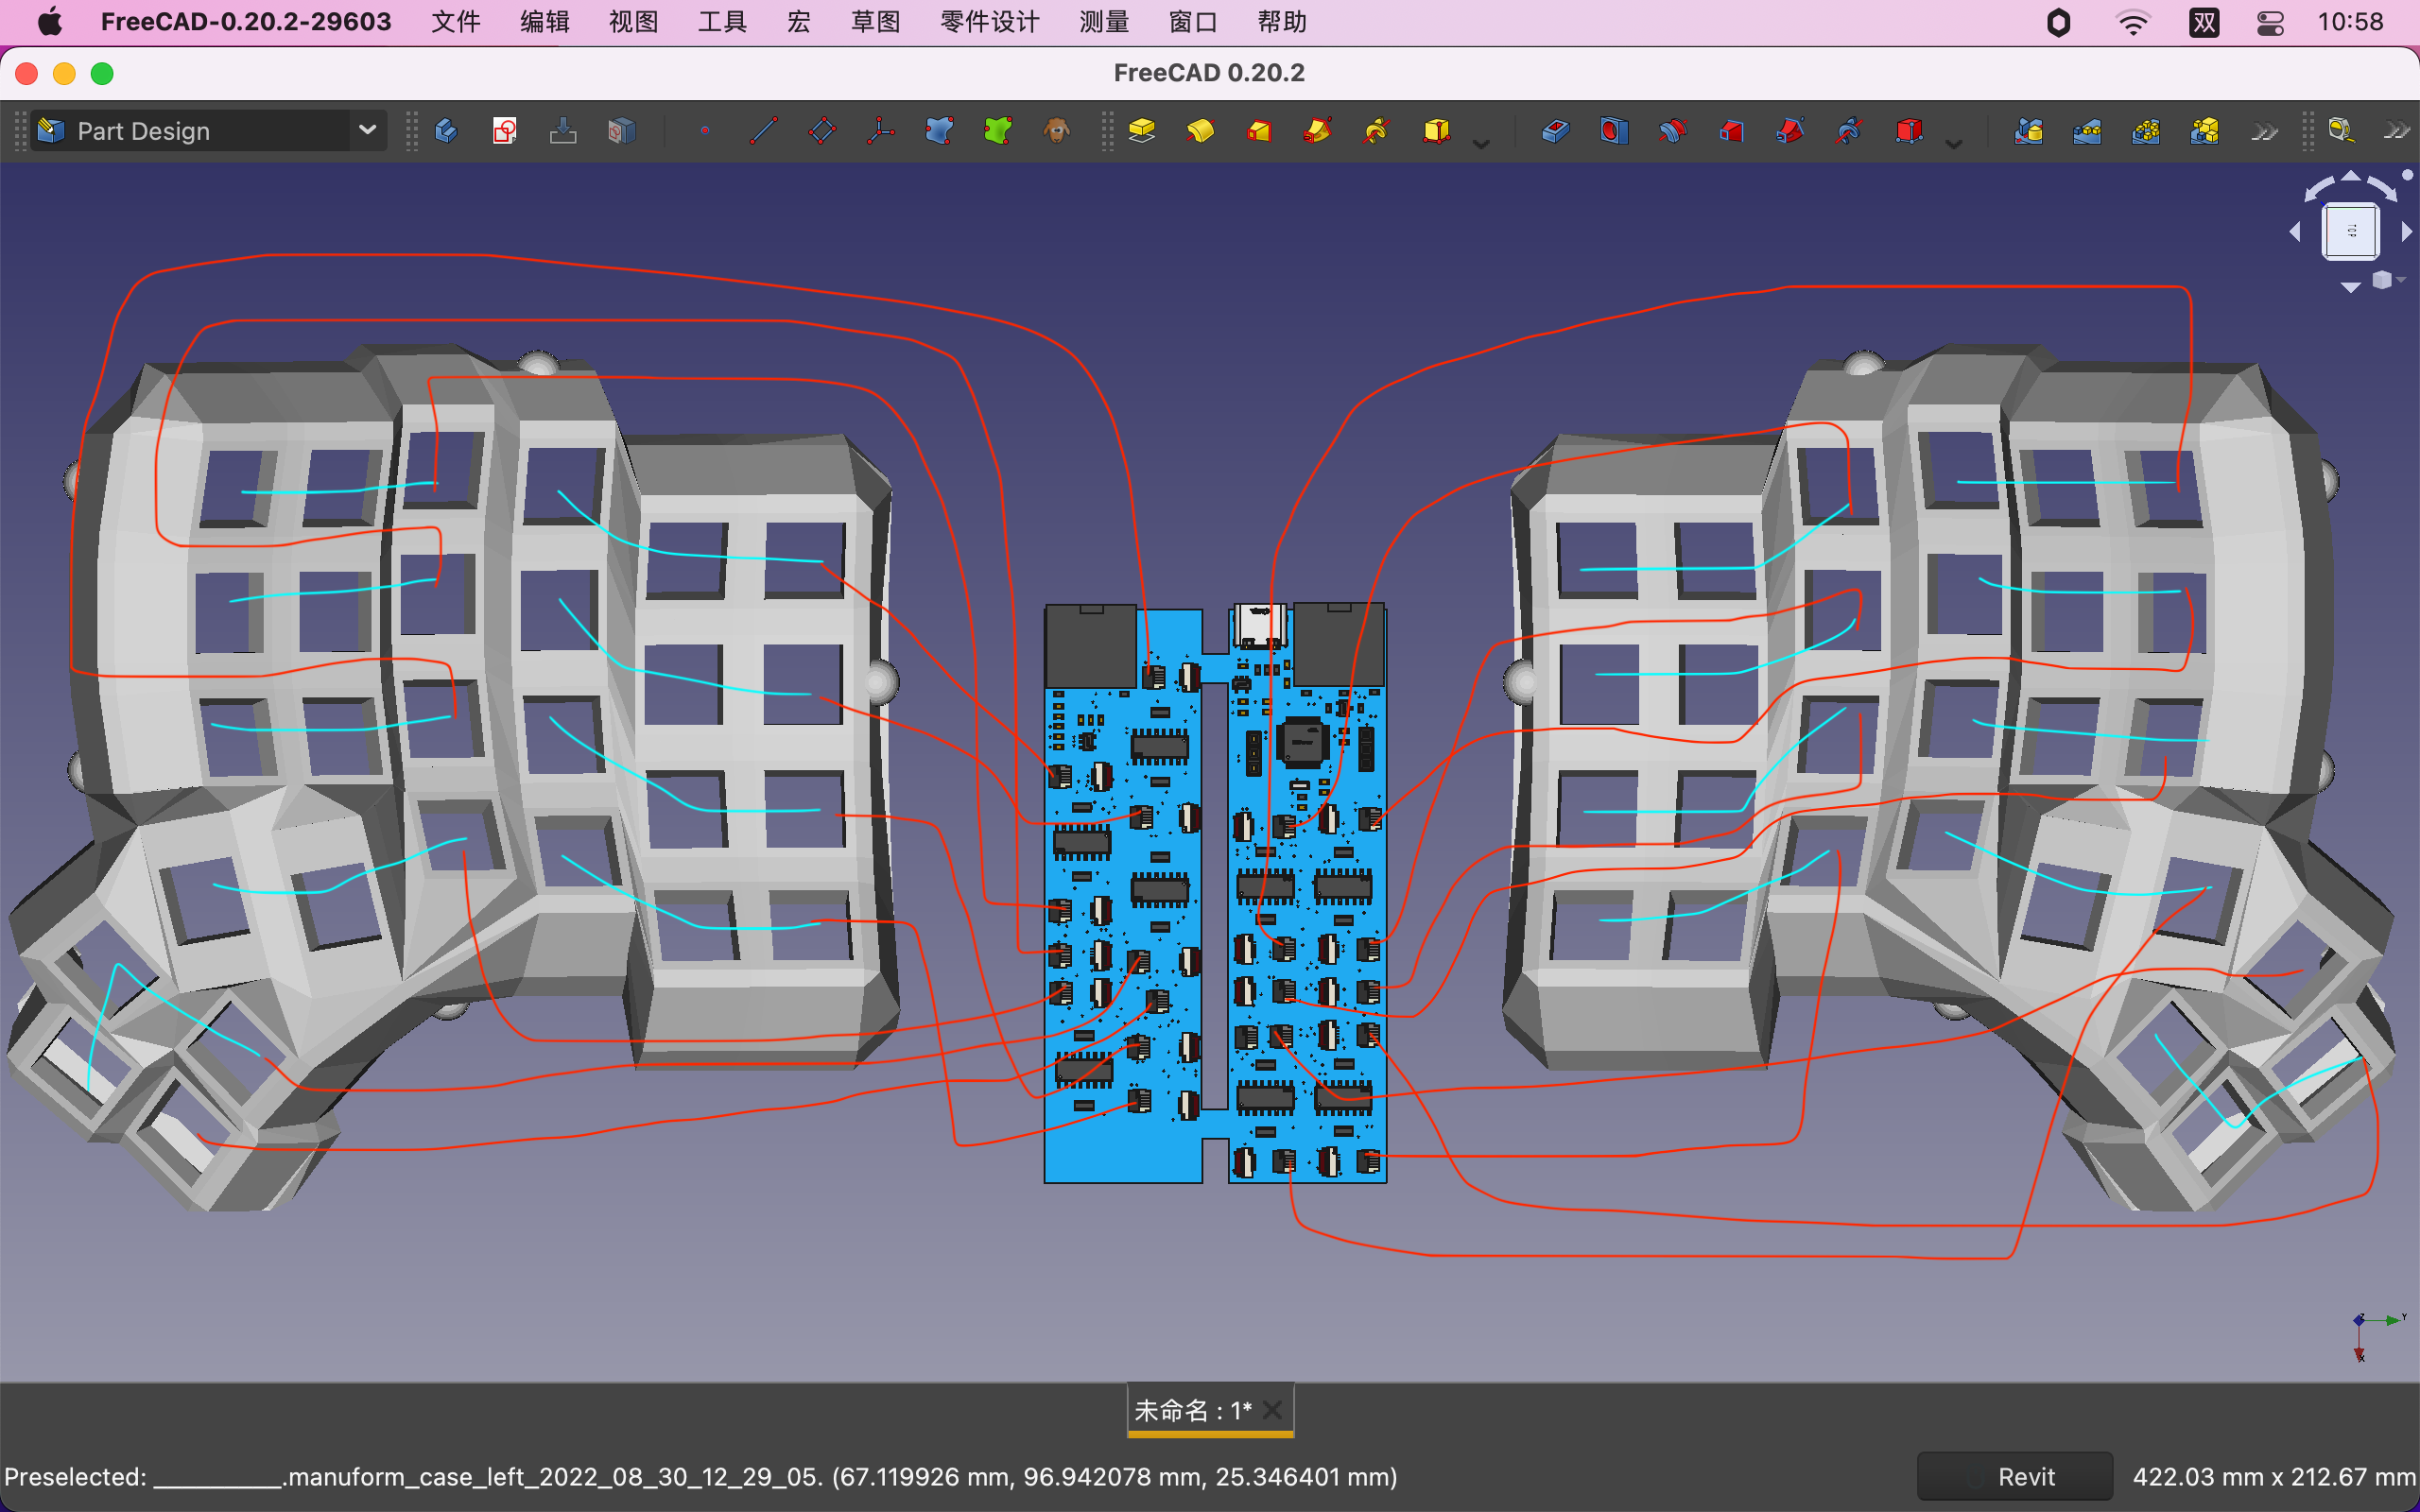 FreeCAD-0.20.2-29603 文件 编辑 视图 工具 宏 草图 零件设计 测量 窗口 帮助 双 10:58
FreeCAD 0.20.2
Part Design
TOP
Y
X
未命名 : 1*
Preselected: __________.manuform_case_left_2022_08_30_12_29_05. (67.119926 mm, 96.942078 mm, 25.346401 mm) Revit 422.03 mm x 212.67 mm